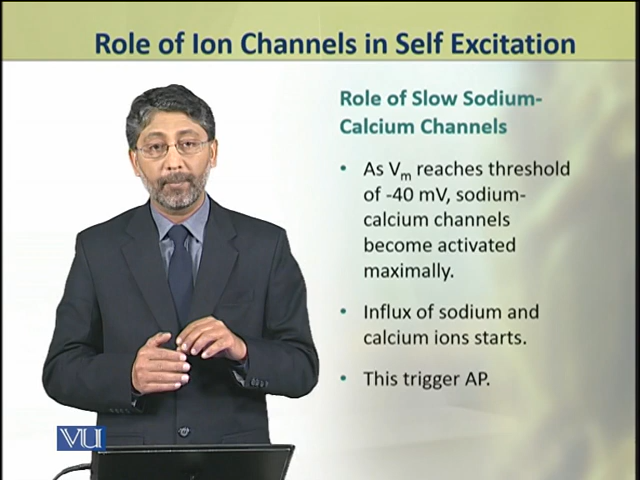 Role of Ion Channels in Self Excitation
Role of Slow Sodium-
Calcium Channels
• As Vm reaches threshold
of -40 mV, sodium-
calcium channels
become activated
maximally.
• Influx of sodium and
calcium ions starts.
• This trigger AP.
VU